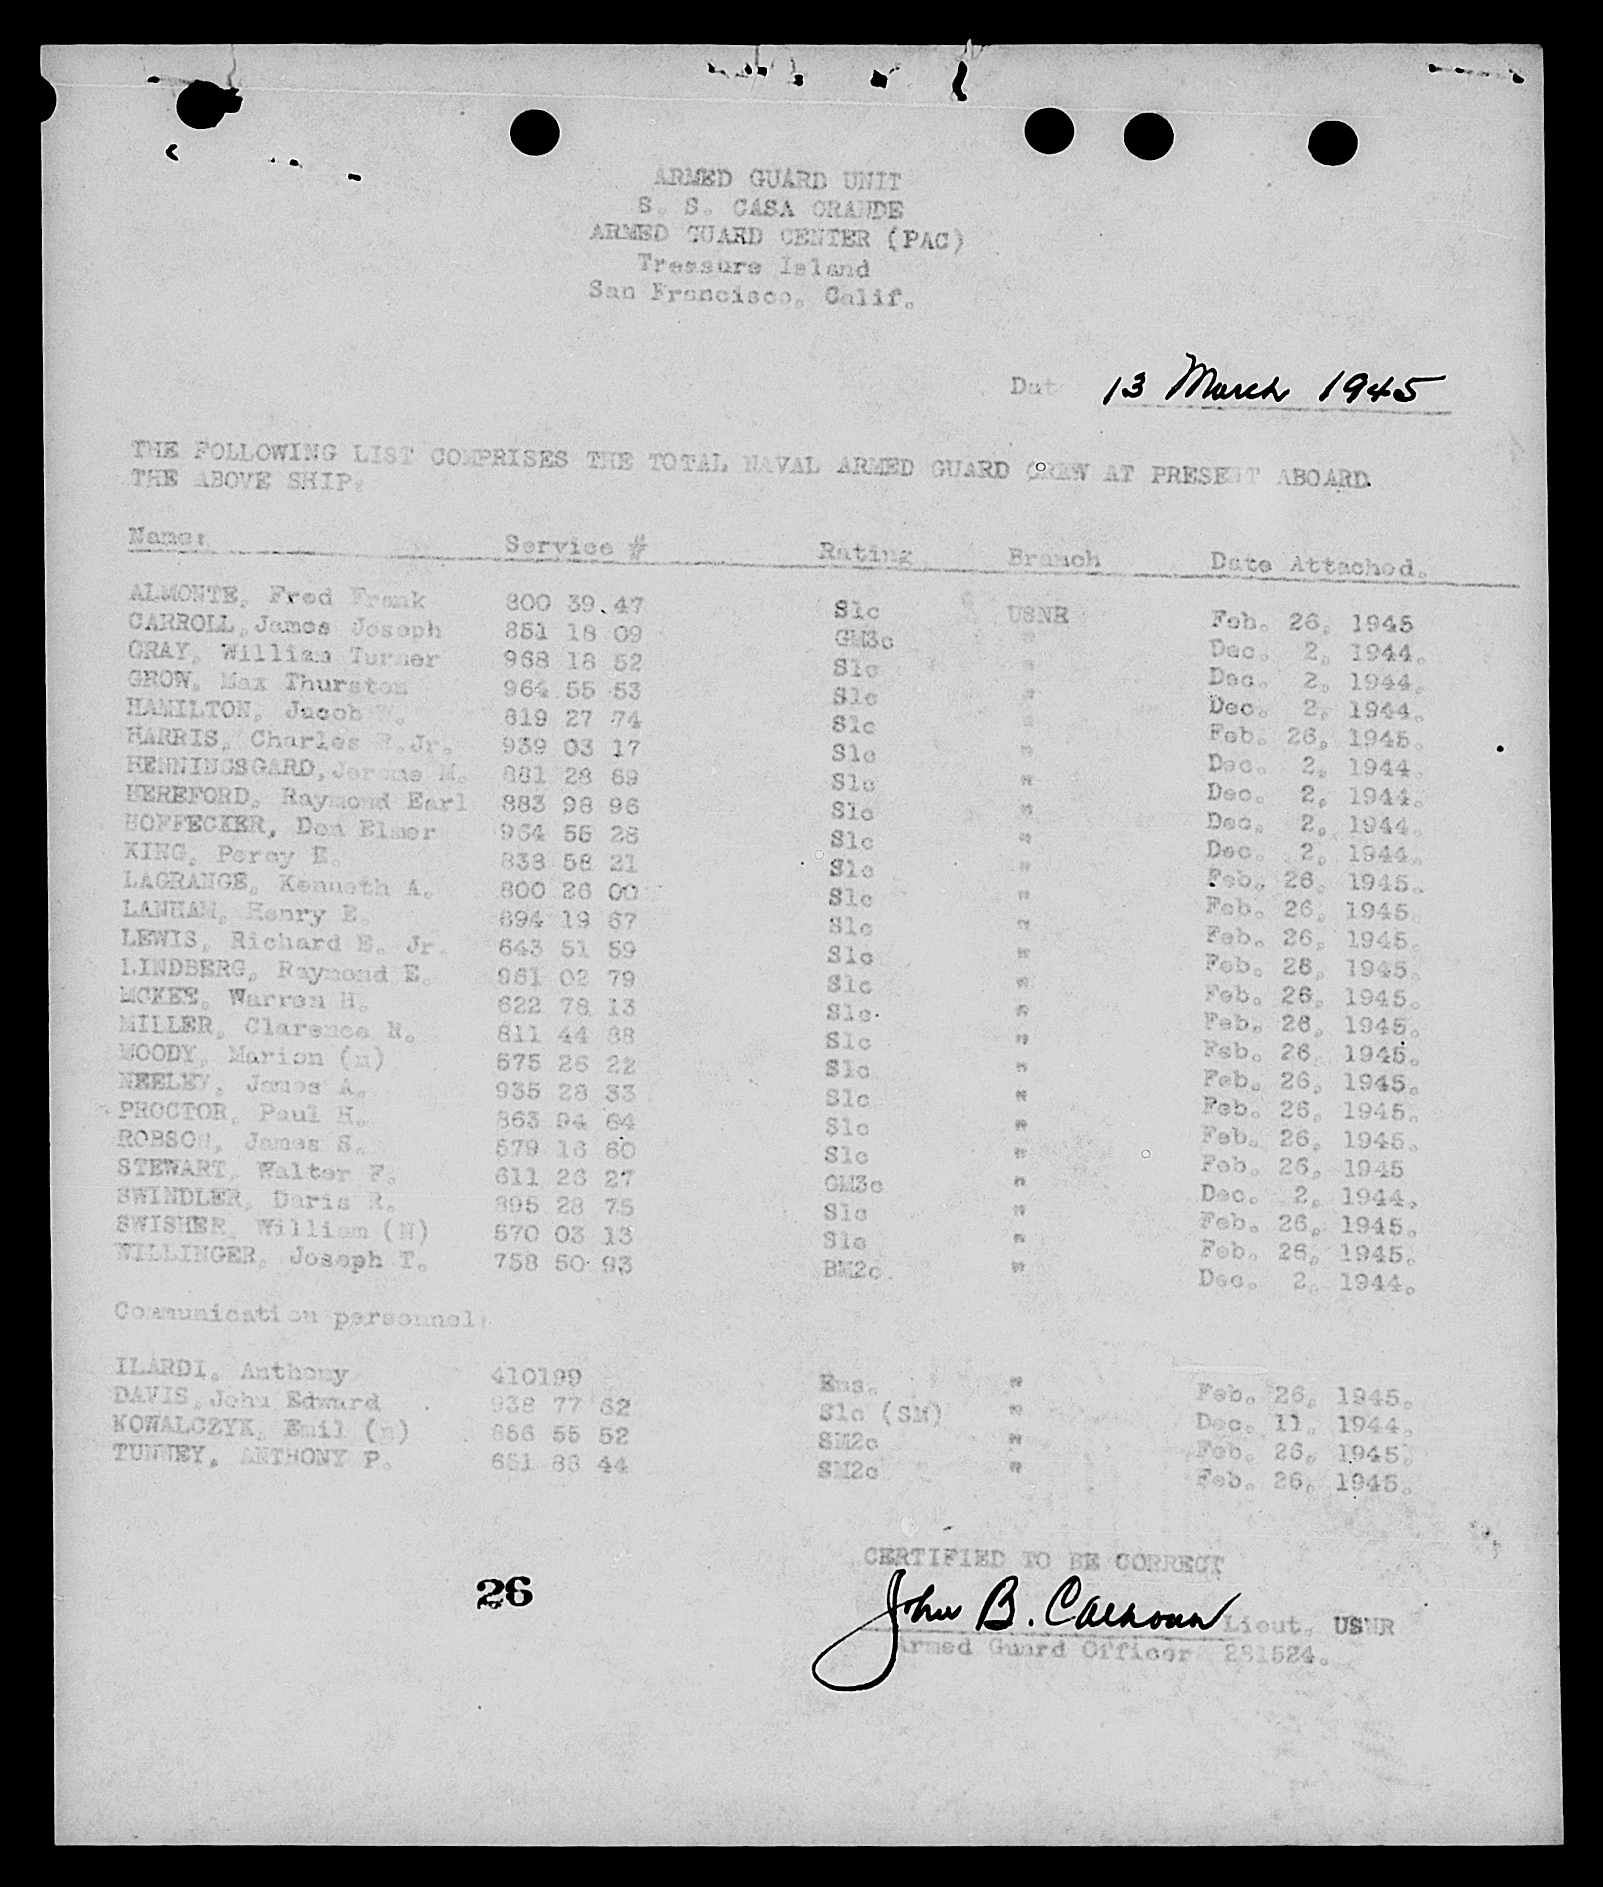 ARMED GUARD UNIT
S. S. CASA GRANDE
ARMED GUARD CENTER (PAC)
Treasure Island
San Francisco, Calif.
Date 13 March 1945
THE FOLLOWING LIST COMPRISES THE TOTAL NAVAL ARMED GUARD CREW AT PRESENT ABOARD
THE ABOVE SHIP:
Name: Service # Rating Branch Date Attached.
ALMONTE, Fred Frank 800 39 47 S1c USNR Feb. 26, 1945
CARROLL, James Joseph 851 18 09 GM3c " Dec. 2, 1944.
GRAY, William Turner 968 18 52 S1c " Dec. 2, 1944.
GROW, Max Thurston 964 55 53 S1c " Dec. 2, 1944.
HAMILTON, Jacob W. 819 27 74 S1c " Feb. 26, 1945.
HARRIS, Charles R. Jr. 939 03 17 S1c " Dec. 2, 1944.
HENNINGSGARD, Jerome M. 881 28 69 S1c " Dec. 2, 1944.
HEREFORD, Raymond Earl 883 98 96 S1c " Dec. 2, 1944.
HOFFECKER, Don Elmer 964 55 28 S1c " Dec. 2, 1944.
KING, Percy E. 838 58 21 S1c " Feb. 26, 1945.
LAGRANGE, Kenneth A. 800 26 00 S1c " Feb. 26, 1945
LANHAM, Henry E. 894 19 67 S1c " Feb. 26, 1945.
LEWIS, Richard E. Jr. 643 51 59 S1c " Feb. 26, 1945.
LINDBERG, Raymond E. 961 02 79 S1c " Feb. 26, 1945.
MCKEE, Warren H. 622 78 13 S1c " Feb. 26, 1945.
MILLER, Clarence N. 811 44 88 S1c " Feb. 26, 1945.
MOODY, Marion (n) 575 26 22 S1c " Feb. 26, 1945.
NEELEY, James A. 935 28 33 S1c " Feb. 26, 1945.
PROCTOR, Paul H. 863 94 64 S1c " Feb. 26, 1945.
ROBSON, James S. 579 16 60 S1c " Feb. 26, 1945
STEWART, Walter F. 611 26 27 GM3c " Dec. 2, 1944.
SWINDLER, Daris R. 895 28 75 S1c " Feb. 26, 1945.
SWISHER, William (N) 570 03 13 S1c " Feb. 26, 1945.
WILLINGER, Joseph T. 758 50 93 BM2c " Dec. 2, 1944.
Communication personnel:
ILARDI, Anthony 410199 Ens. " Feb. 26, 1945.
DAVIS, John Edward 938 77 62 S1c (SM) " Dec. 11, 1944.
KOWALCZYK, Emil (n) 856 55 52 SM2c " Feb. 26, 1945.
TUNNEY, ANTHONY P. 651 88 44 SM2c " Feb. 26, 1945.
CERTIFIED TO BE CORRECT
John B. Calhoun Lieut. USNR
Armed Guard Officer 281524.
26